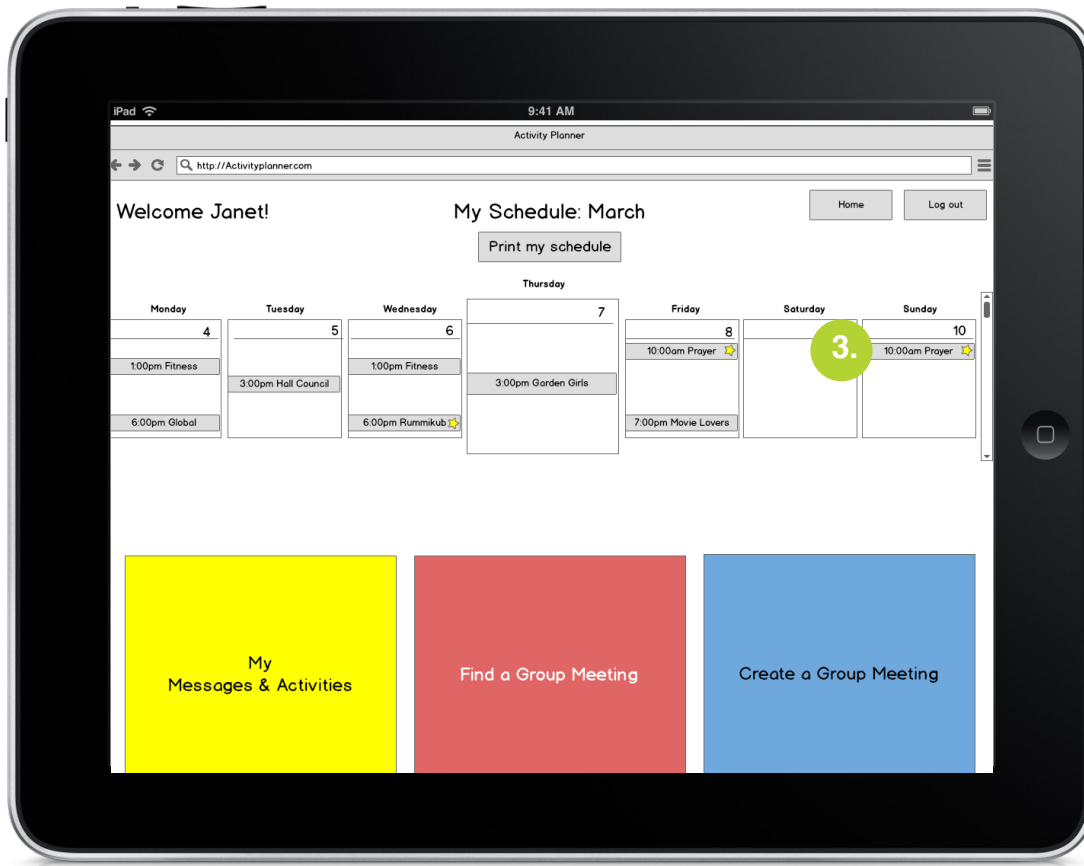 iPad
9:41 AM
Activity Planner
http://Activityplanner.com
Welcome Janet!
My Schedule: March
Home
Log out
Print my schedule
Thursday
Monday
Tuesday
Wednesday
Friday
Saturday
Sunday
4
5
6
7
8
10
3.
1:00pm Fitness
3:00pm Hall Council
1:00pm Fitness
3:00pm Garden Girls
10:00am Prayer
10:00am Prayer
6:00pm Global
6:00pm Rummikub
7:00pm Movie Lovers
My
Messages & Activities
Find a Group Meeting
Create a Group Meeting